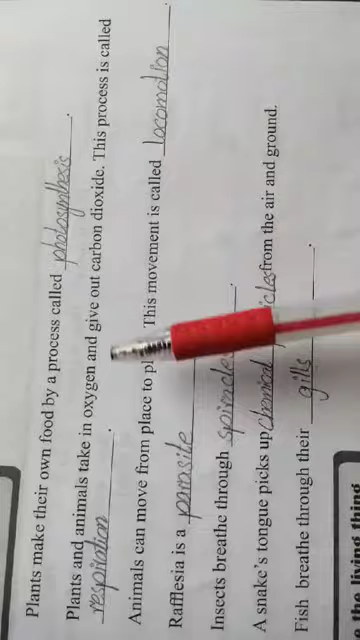 Plants make their own food by a process called photosynthesis.
Plants and animals take in oxygen and give out carbon dioxide. This process is called
respiration.
Animals can move from place to pl This movement is called locomotion.
Rafflesia is a parasite
Insects breathe through spiracles.
A snake's tongue picks up chemical from the air and ground.
Fish breathe through their gills.
the living thing